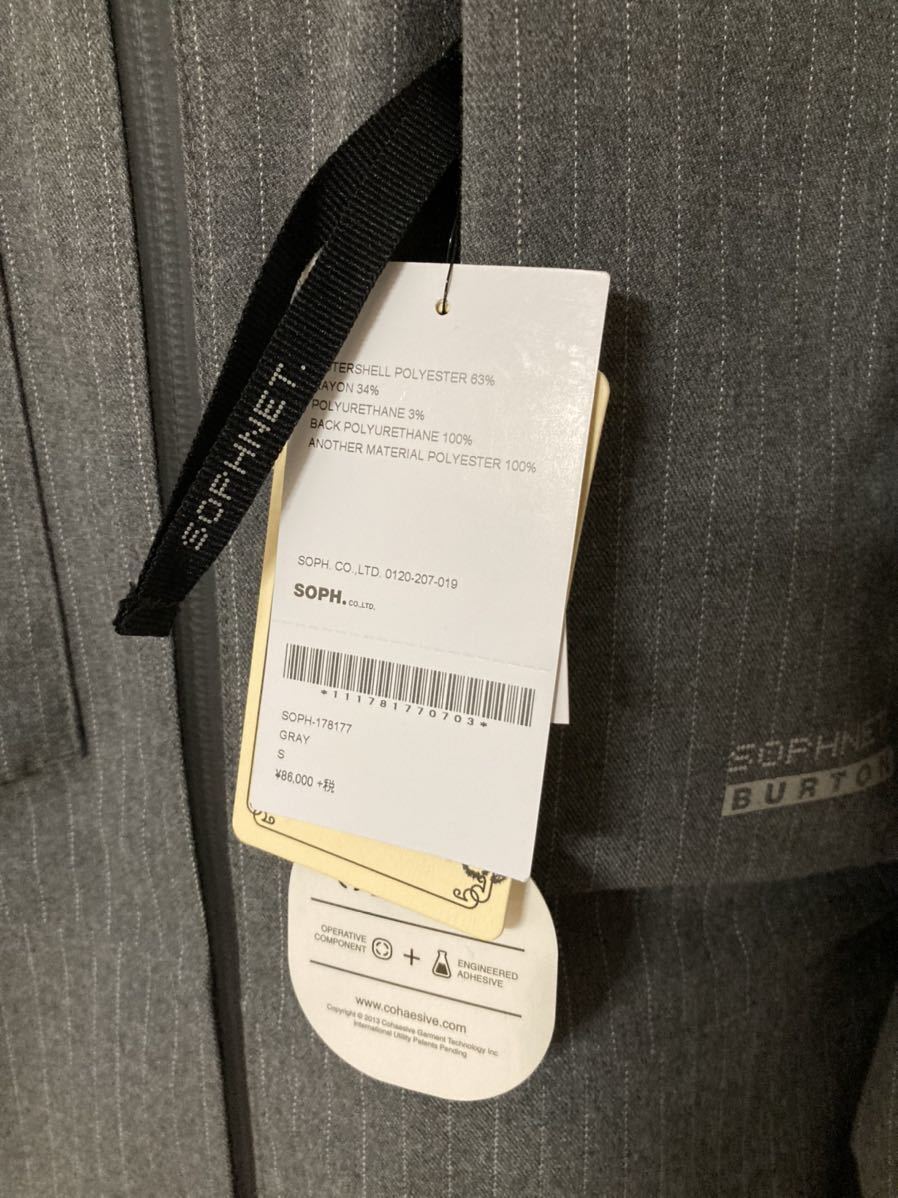 SOPHNET.
POLYESTER 63%
34%
POLYURETHANE 3%
BACK POLYURETHANE 100%
ANOTHER MATERIAL POLYESTER 100%
SOPH. CO.,LTD. 0120-207-019
SOPH. CO.,LTD.
*111781770703*
SOPH-178177
GRAY
S
¥86,000 +税
SOPHNET
BURTON
OPERATIVE
COMPONENT
+
ENGINEERED
ADHESIVE
www.cohaesive.com
Copyright © 2013 Cohaesive Garment Technology Inc.
International Utility Patents Pending